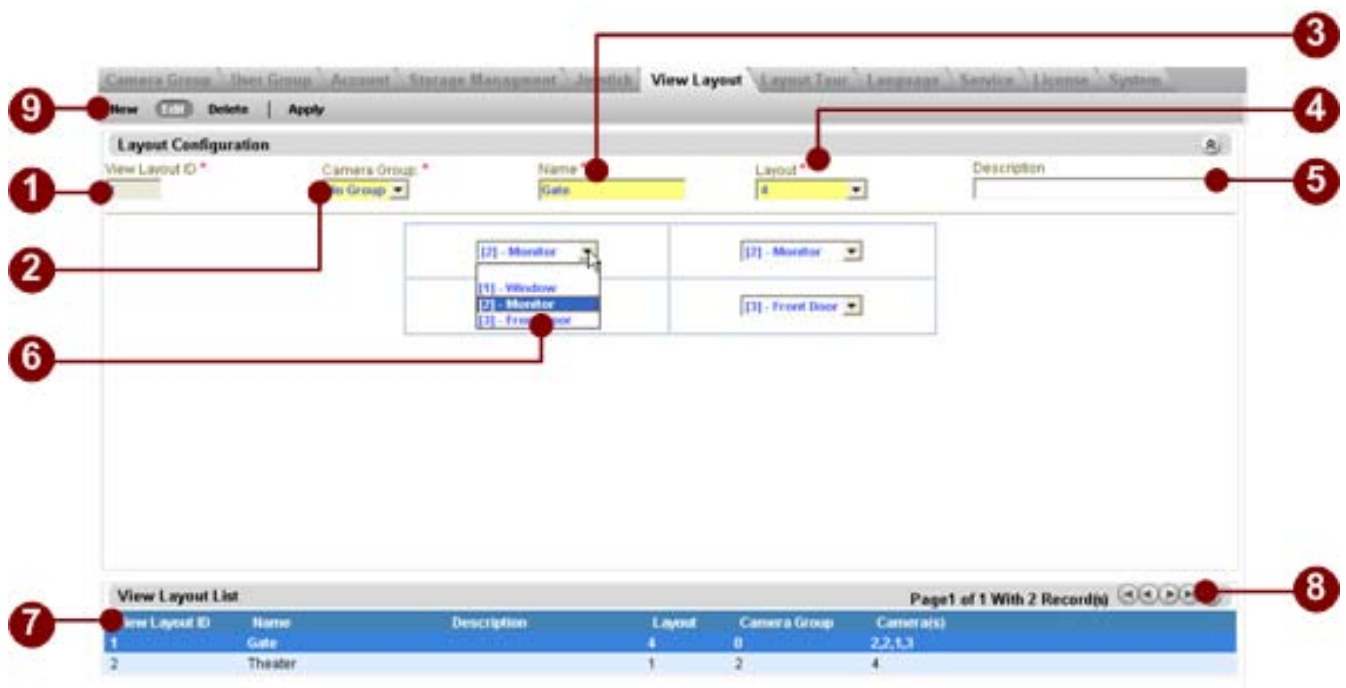 3
Camera Group User Group Account Storage Managment Joystick View Layout Layout Tour Language Service License System
9 New Edit Delete | Apply 4
Layout Configuration
View Layout ID * Camera Group: * Name * Layout * Description
1 In Group Gate 4 5
2 [2] - Monitor [2] - Monitor
[1] - Window
[2] - Monitor [3] - Front Door
[3] - Front Door
6
View Layout List Page1 of 1 With 2 Record(s) 8
7 View Layout ID Name Description Layout Camera Group Camera(s)
1 Gate 4 0 2,2,1,3
2 Theater 1 2 4